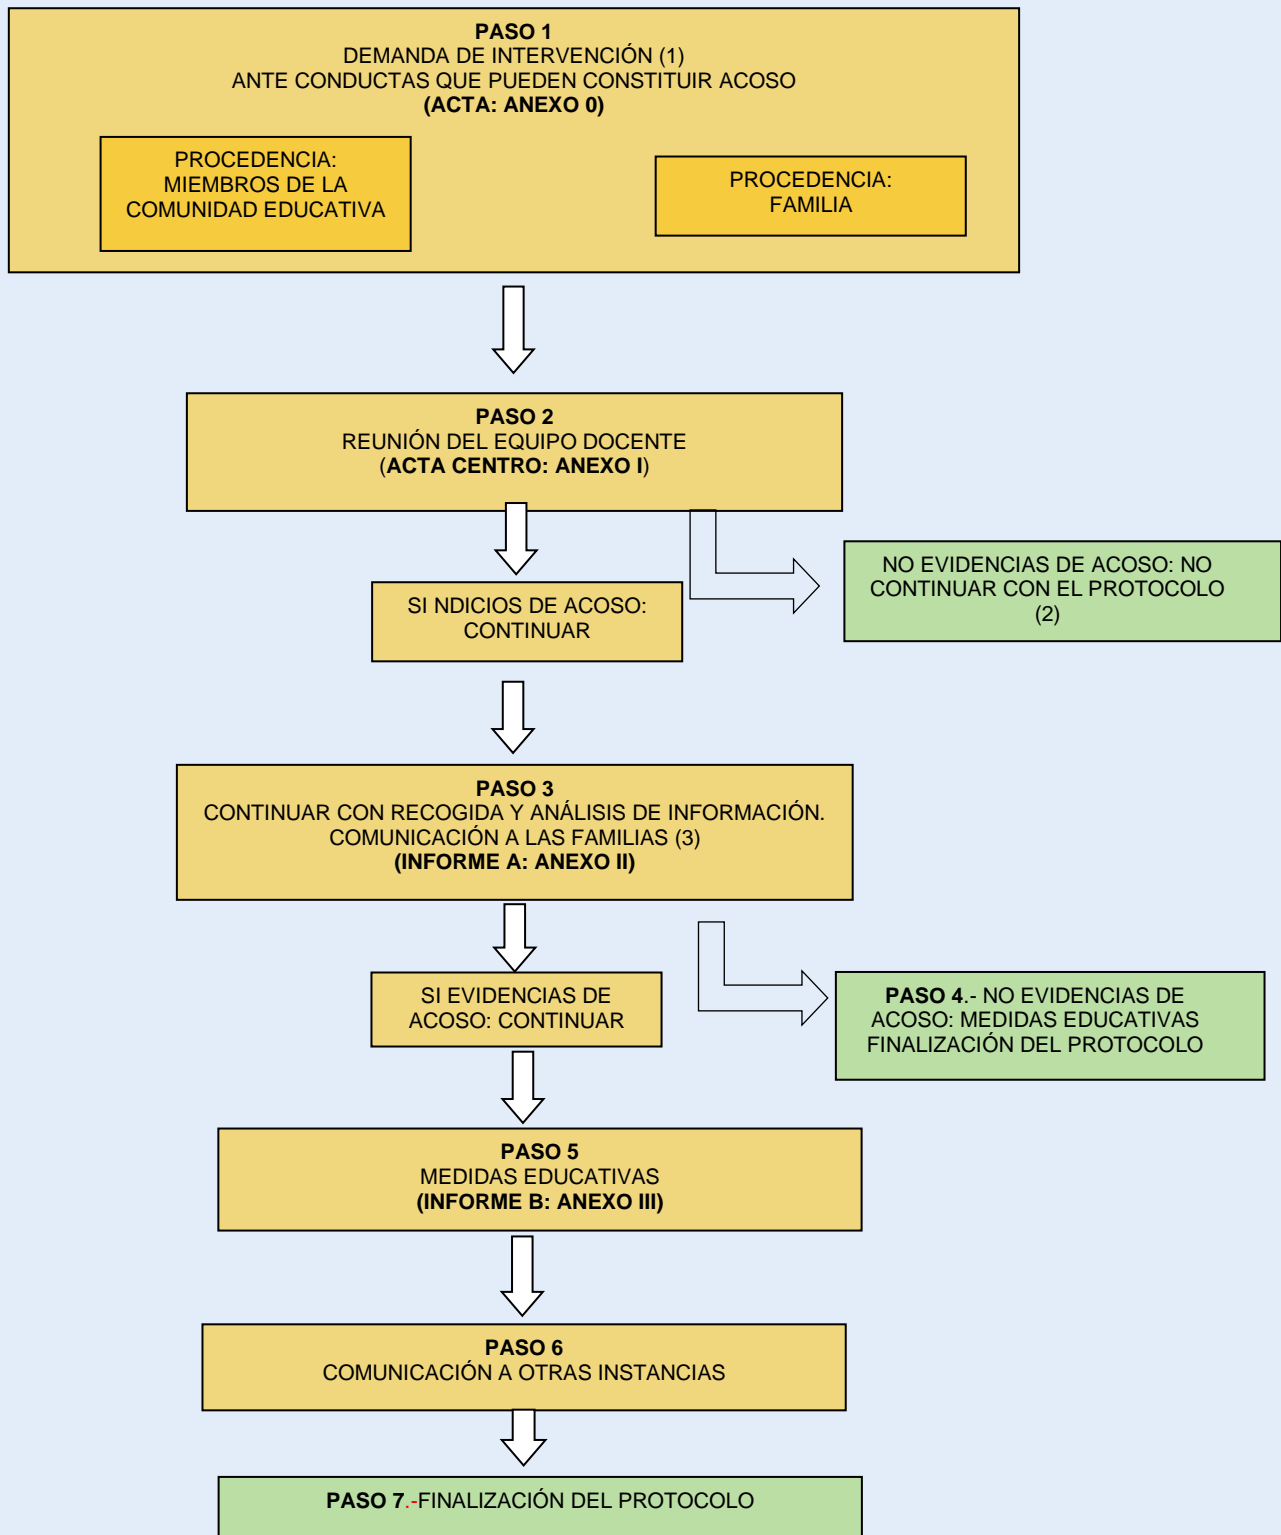 PASO 1
DEMANDA DE INTERVENCIÓN (1)
ANTE CONDUCTAS QUE PUEDEN CONSTITUIR ACOSO
(ACTA: ANEXO 0)
PROCEDENCIA:
MIEMBROS DE LA
COMUNIDAD EDUCATIVA
PROCEDENCIA:
FAMILIA
PASO 2
REUNIÓN DEL EQUIPO DOCENTE
(ACTA CENTRO: ANEXO I)
NO EVIDENCIAS DE ACOSO: NO
CONTINUAR CON EL PROTOCOLO
(2)
SI NDICIOS DE ACOSO:
CONTINUAR
PASO 3
CONTINUAR CON RECOGIDA Y ANÁLISIS DE INFORMACIÓN.
COMUNICACIÓN A LAS FAMILIAS (3)
(INFORME A: ANEXO II)
SI EVIDENCIAS DE
ACOSO: CONTINUAR
PASO 4.- NO EVIDENCIAS DE
ACOSO: MEDIDAS EDUCATIVAS
FINALIZACIÓN DEL PROTOCOLO
PASO 5
MEDIDAS EDUCATIVAS
(INFORME B: ANEXO III)
PASO 6
COMUNICACIÓN A OTRAS INSTANCIAS
PASO 7.-FINALIZACIÓN DEL PROTOCOLO